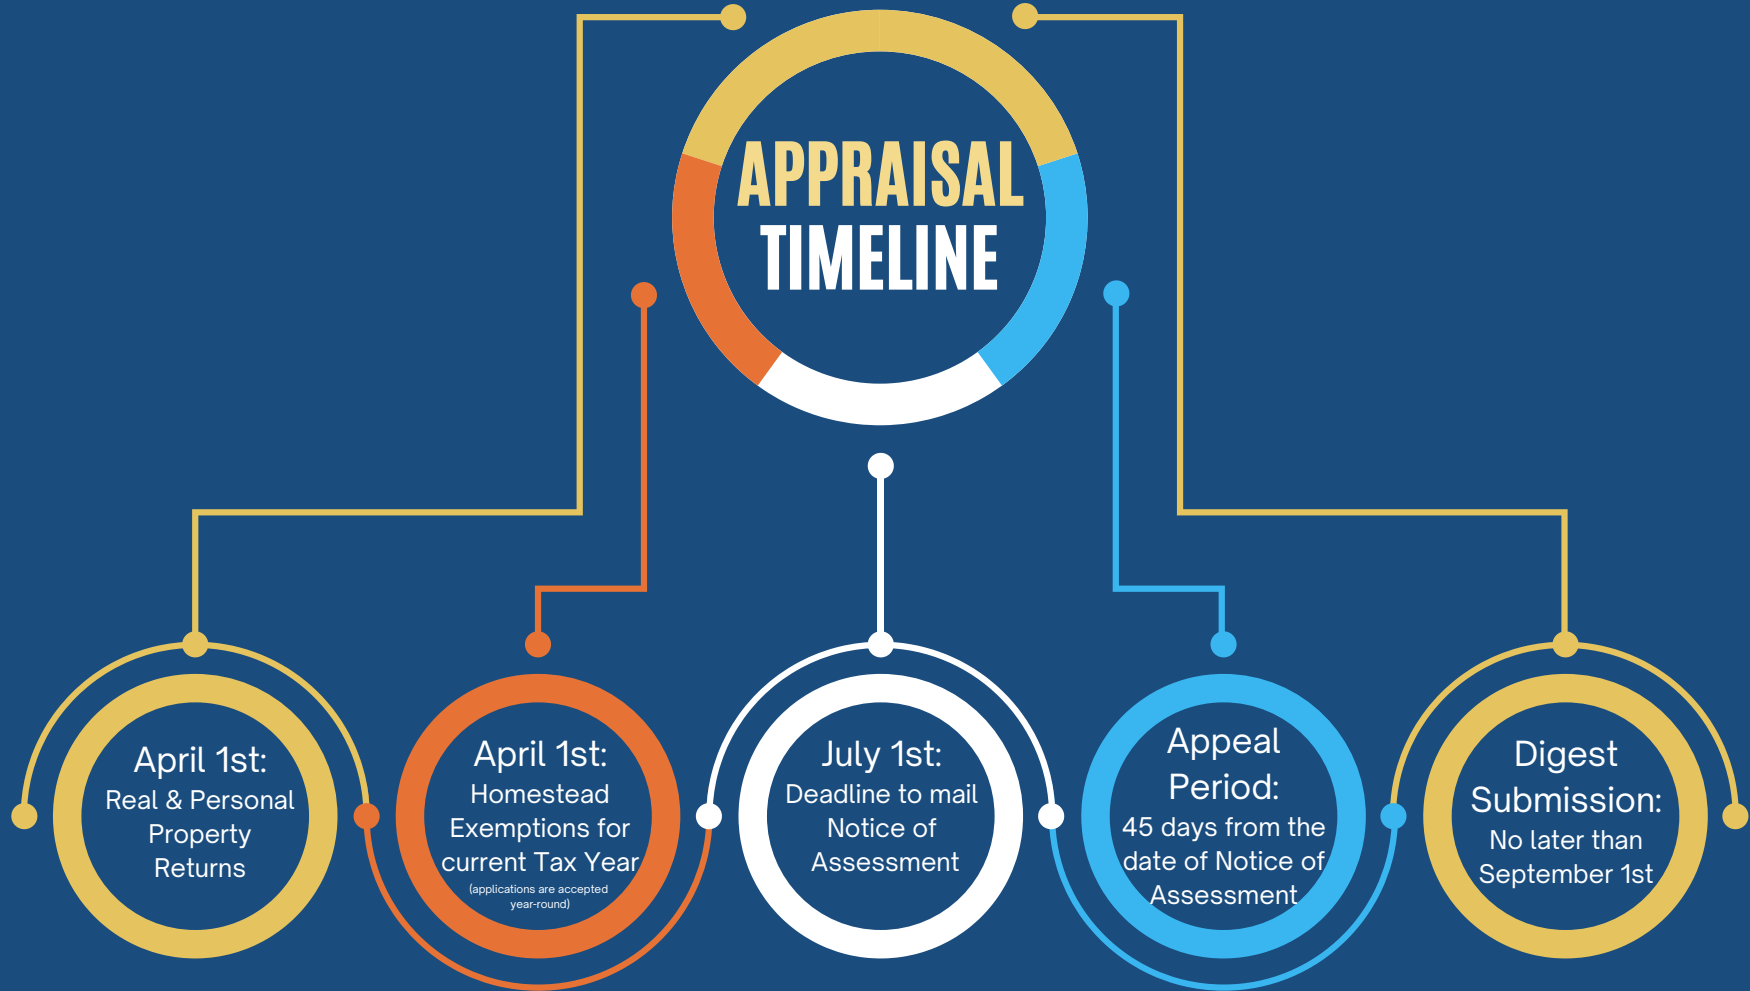 APPRAISAL
TIMELINE
April 1st:
Real & Personal
Property
Returns
April 1st:
Homestead
Exemptions for
current Tax Year
(applications are accepted
year-round)
July 1st:
Deadline to mail
Notice of
Assessment
Appeal
Period:
45 days from the
date of Notice of
Assessment
Digest
Submission:
No later than
September 1st